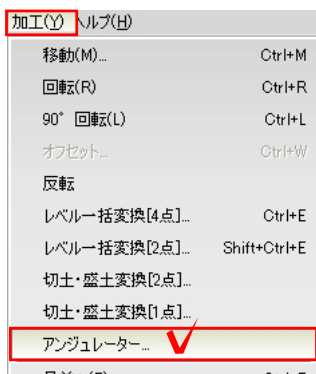 加工(Y) ヘルプ(H)
移動(M)... Ctrl+M
回転(R) Ctrl+R
90° 回転(L) Ctrl+L
オフセット... Ctrl+W
反転
レベル一括変換[4点]... Ctrl+E
レベル一括変換[2点]... Shift+Ctrl+E
切土・盛土変換[2点]...
切土・盛土変換[1点]...
アンジュレーター...